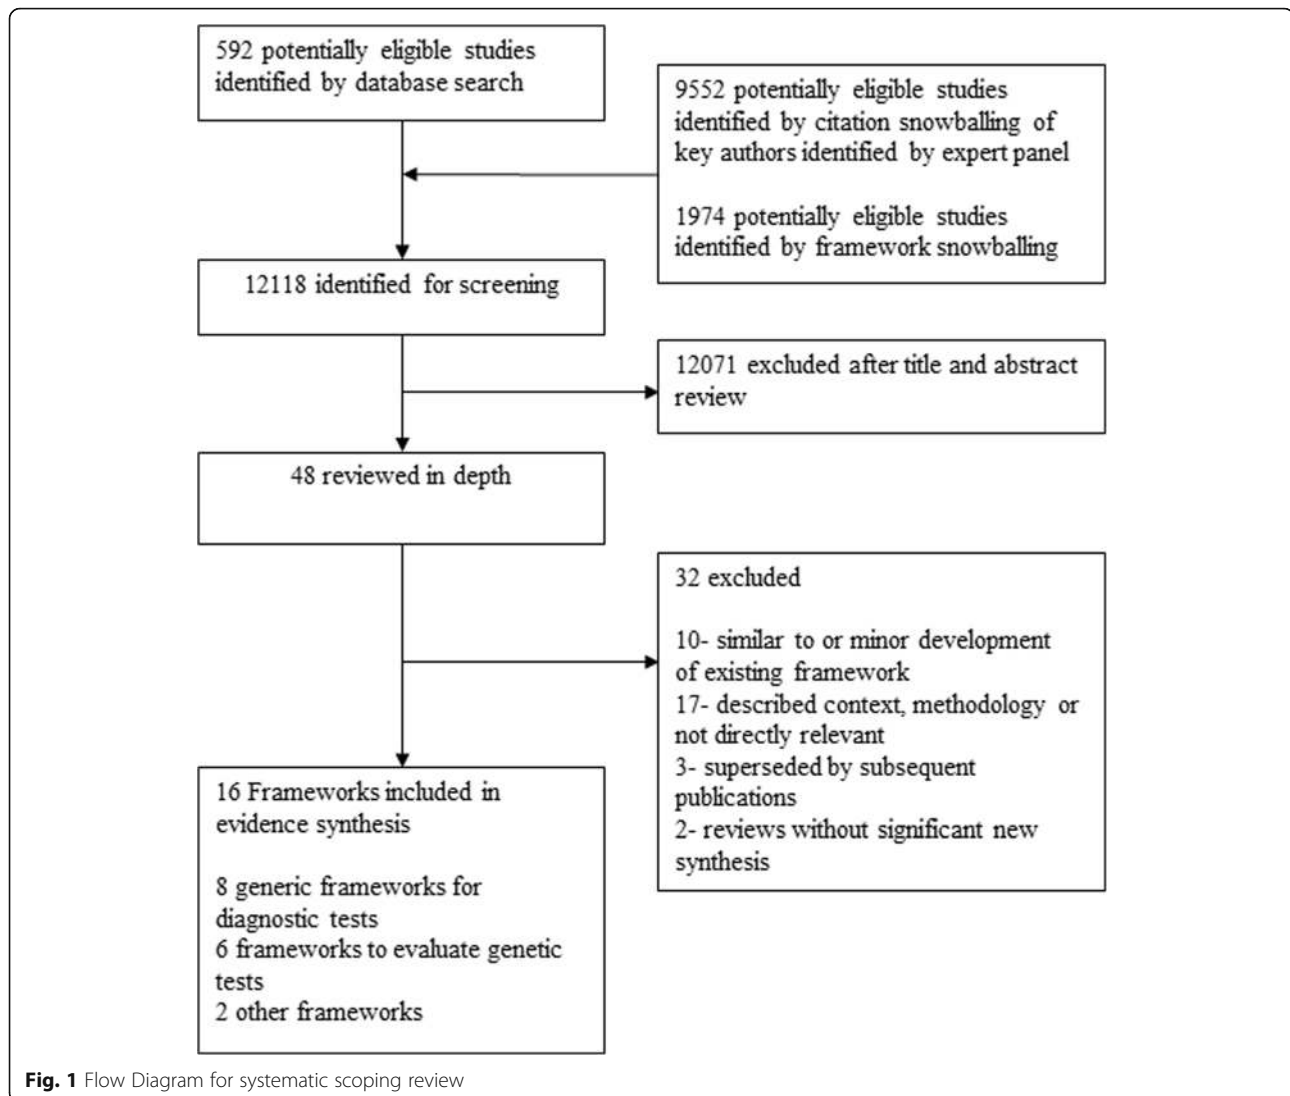 592 potentially eligible studies
identified by database search
9552 potentially eligible studies
identified by citation snowballing of
key authors identified by expert panel
1974 potentially eligible studies
identified by framework snowballing
12118 identified for screening
12071 excluded after title and abstract
review
48 reviewed in depth
32 excluded
10- similar to or minor development
of existing framework
17- described context, methodology or
not directly relevant
3- superseded by subsequent
publications
2- reviews without significant new
synthesis
16 Frameworks included in
evidence synthesis
8 generic frameworks for
diagnostic tests
6 frameworks to evaluate genetic
tests
2 other frameworks
Fig. 1 Flow Diagram for systematic scoping review